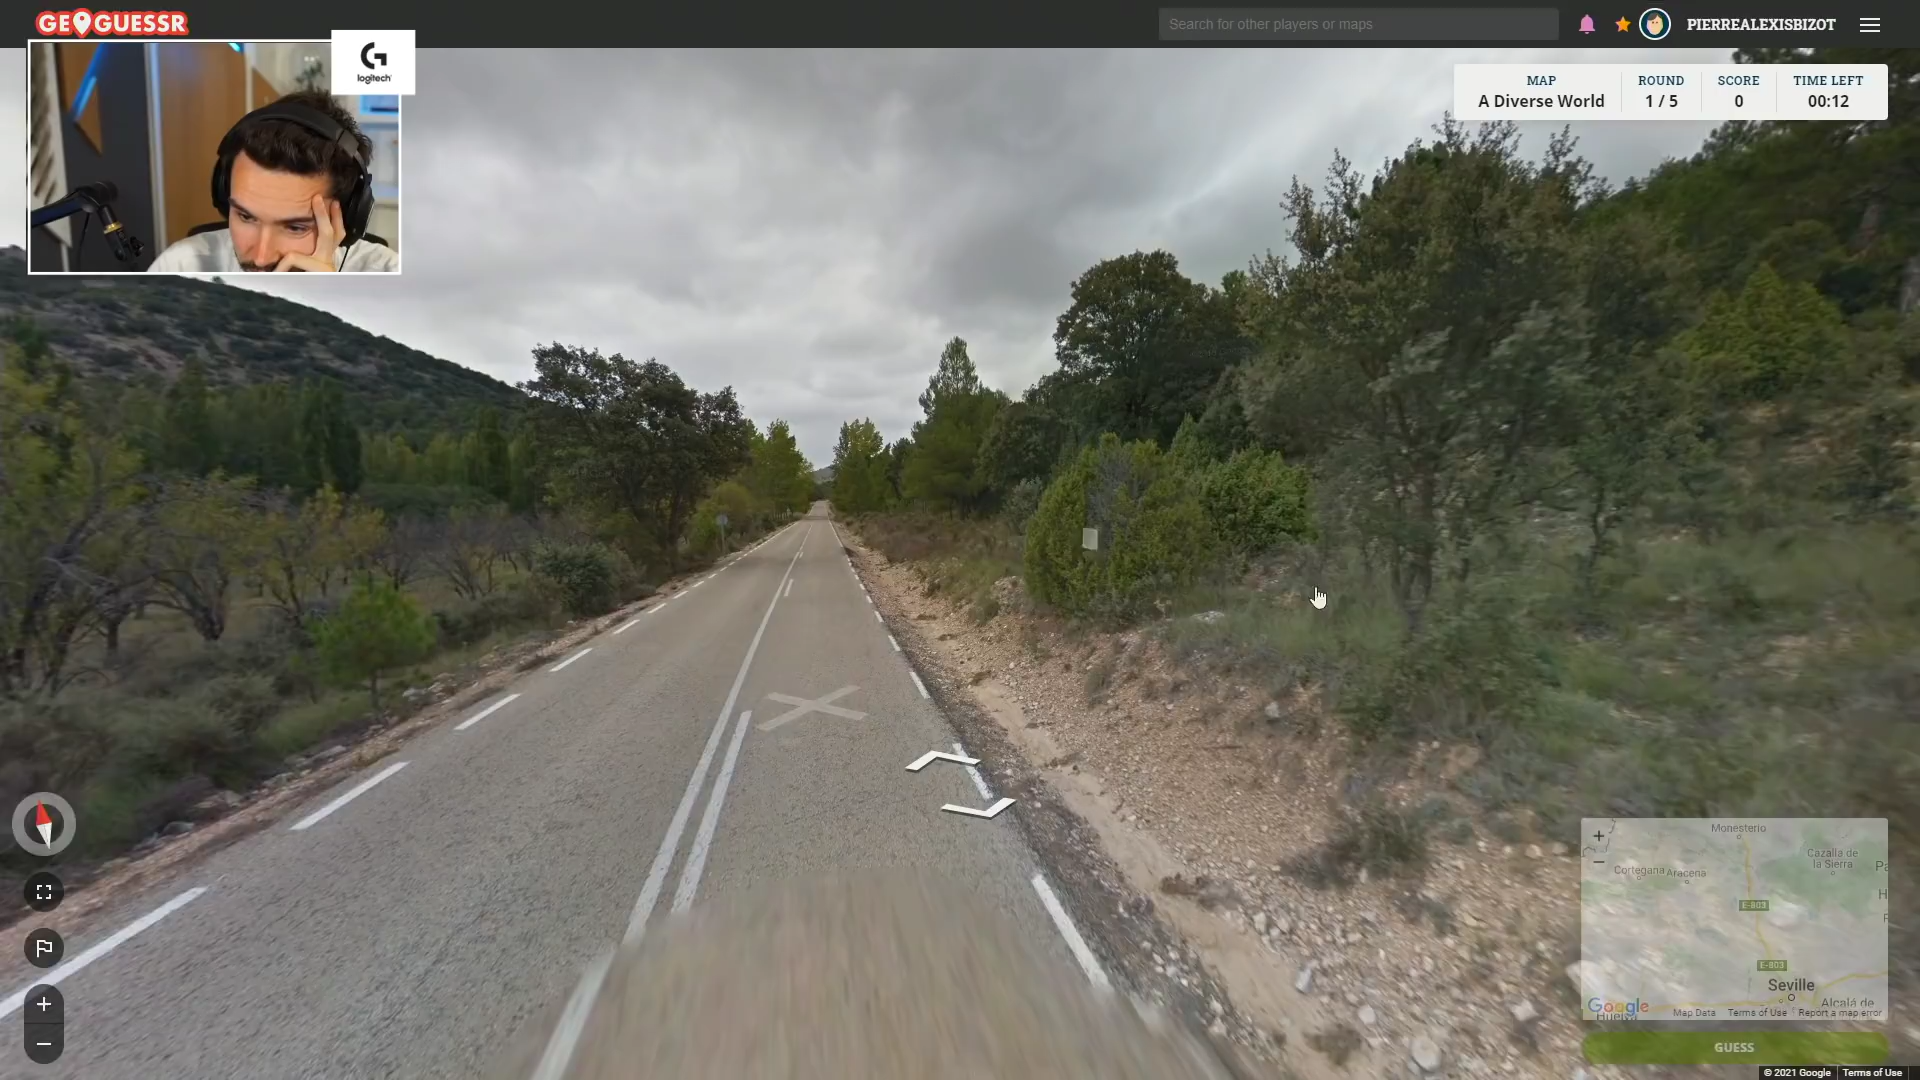 GEOGUESSR
Search for other players or maps
PIERREALEXISBIZOT
logitech
MAP
A Diverse World
ROUND
1 / 5
SCORE
0
TIME LEFT
00:12
Monesterio
Cazalla de
la Sierra
Cortegana
Aracena
E-803
E-803
Seville
Alcalá de
Huelva
Google
Map Data
Terms of Use
Report a map error
GUESS
© 2021 Google
Terms of Use